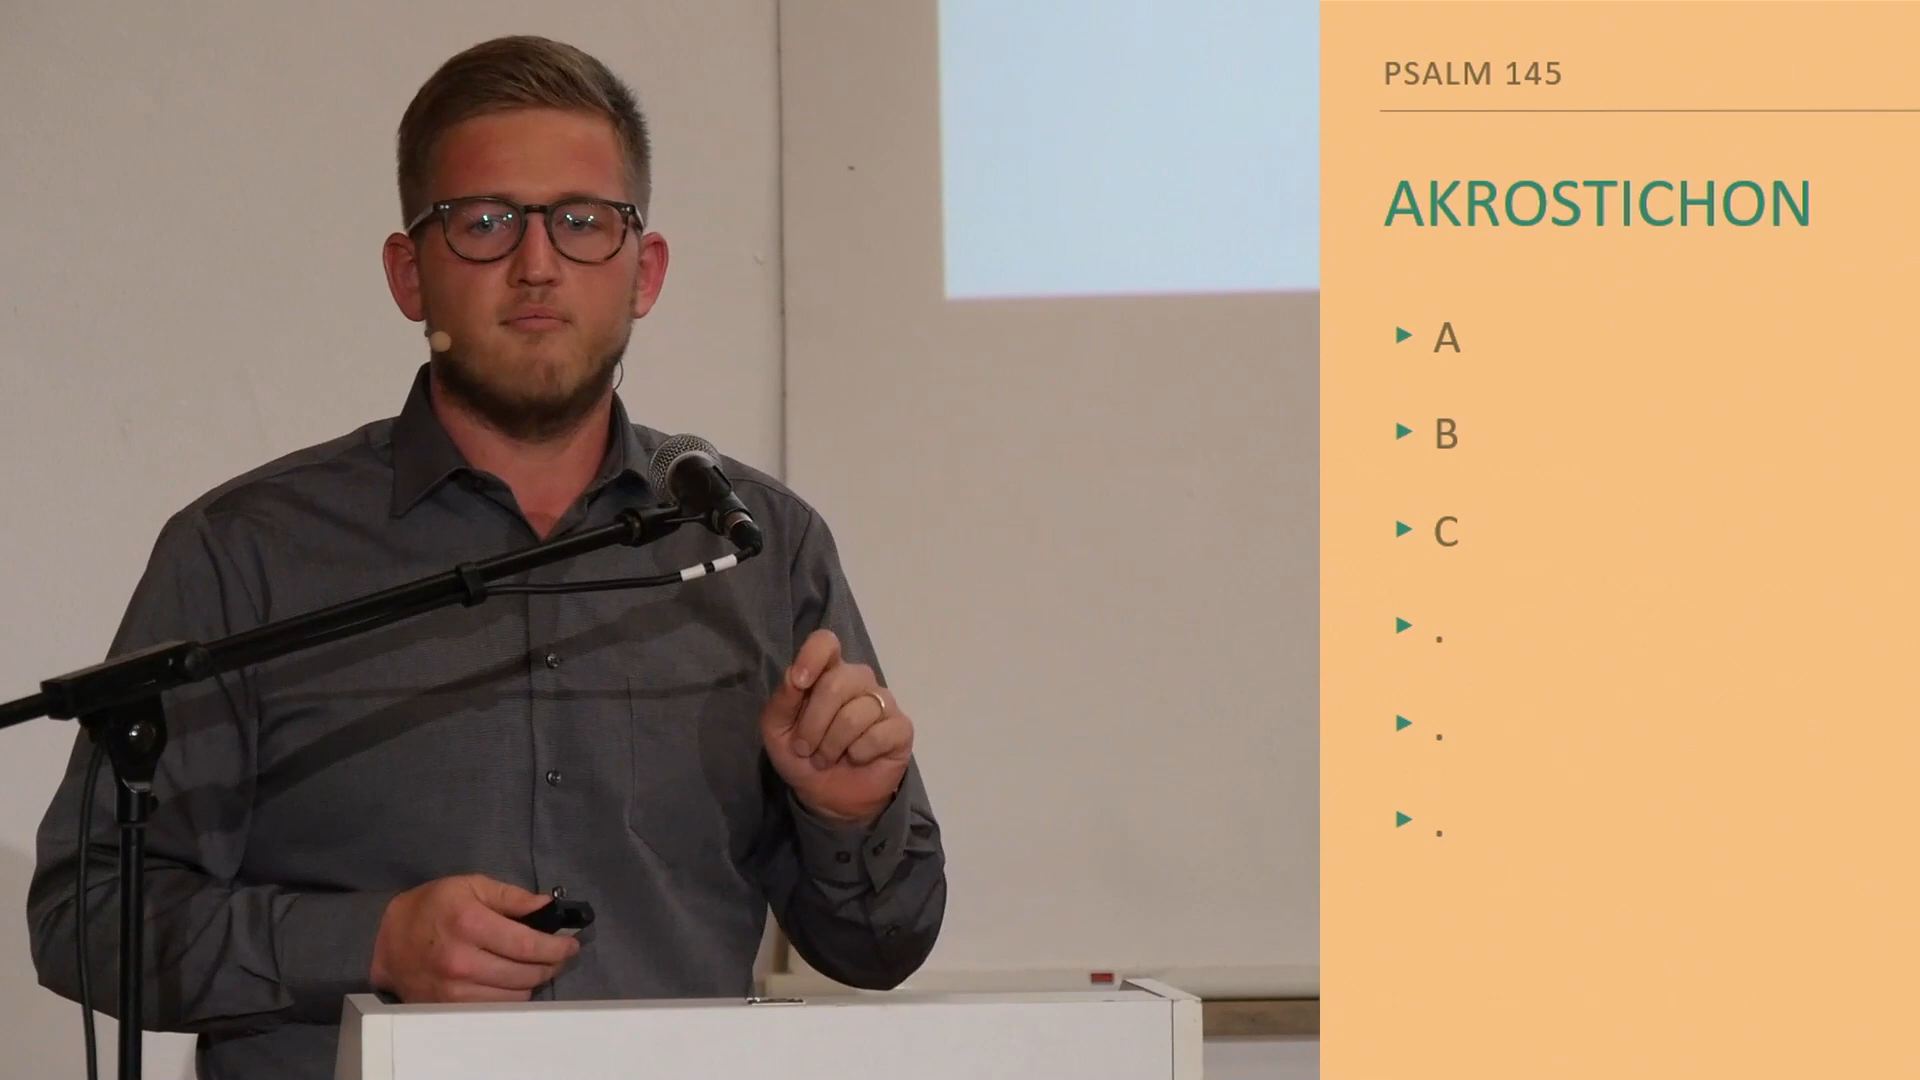 PSALM 145
AKROSTICHON
A
B
C
.
.
.